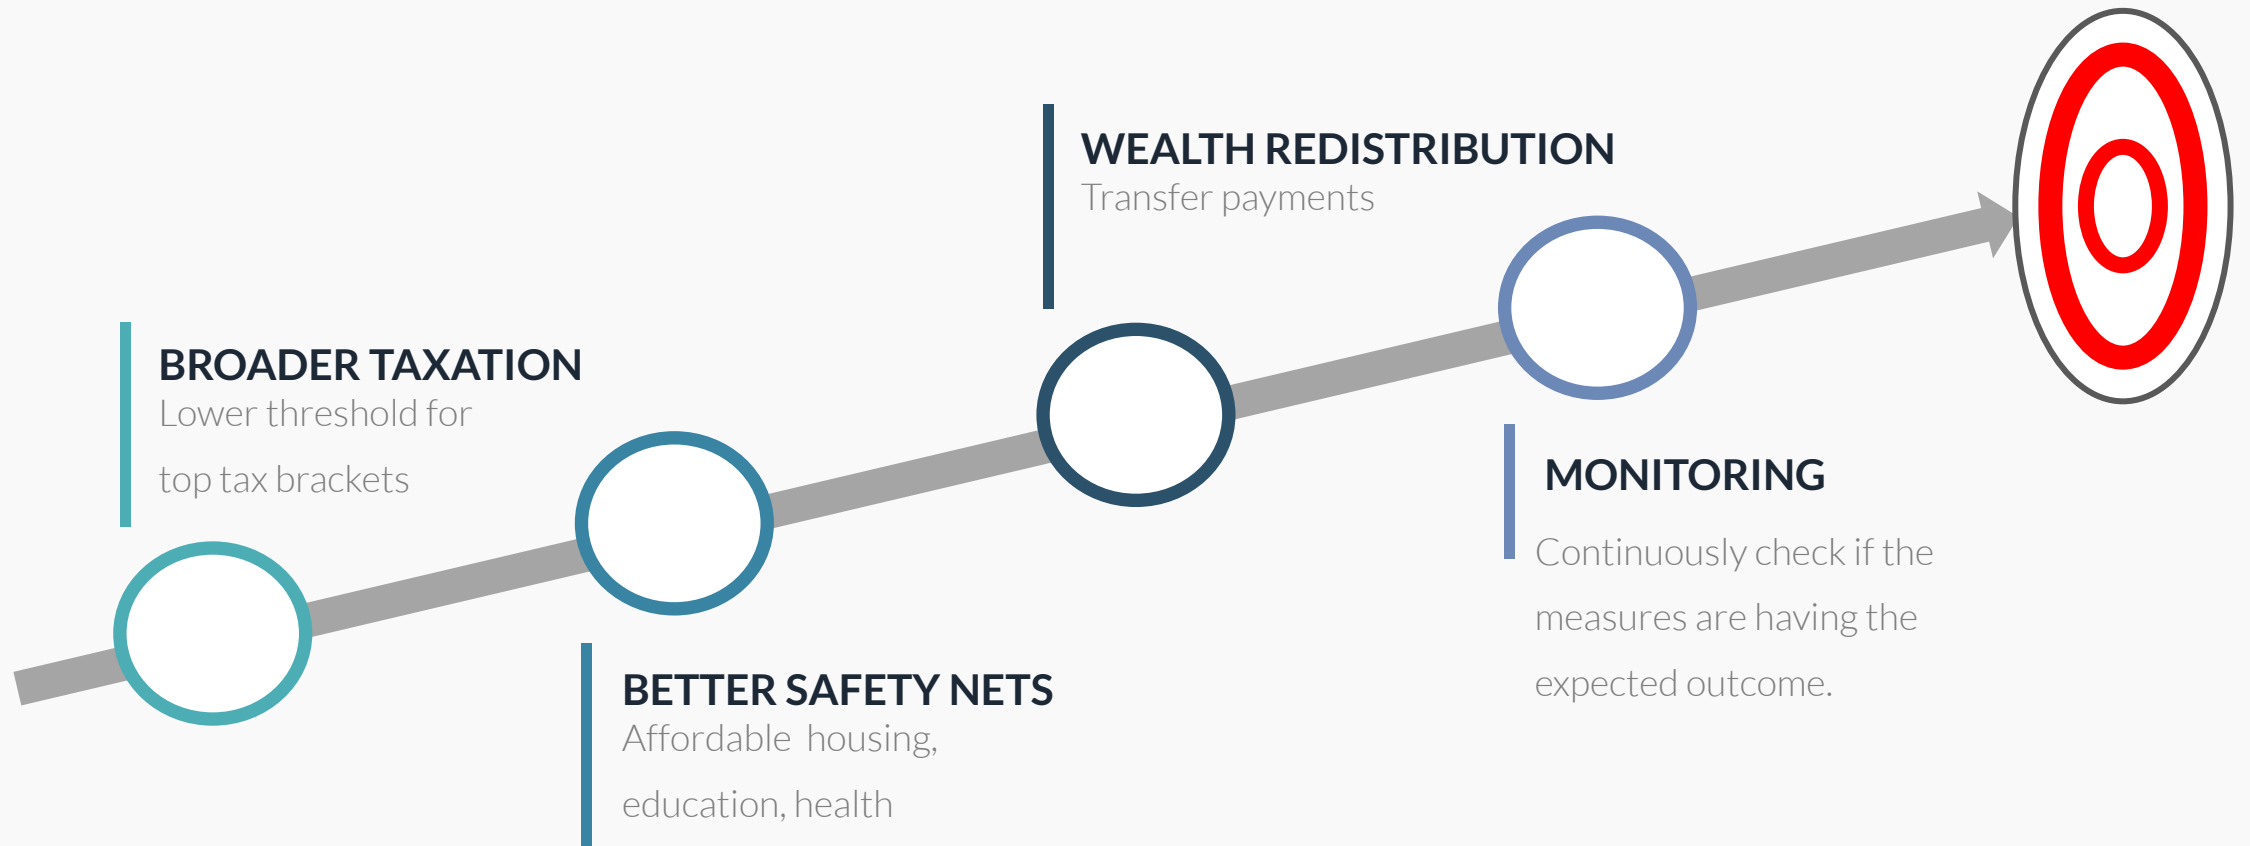 BROADER TAXATION
Lower threshold for
top tax brackets
BETTER SAFETY NETS
Affordable  housing,
education, health
WEALTH REDISTRIBUTION
Transfer payments
MONITORING
Continuously check if the
measures are having the
expected outcome.